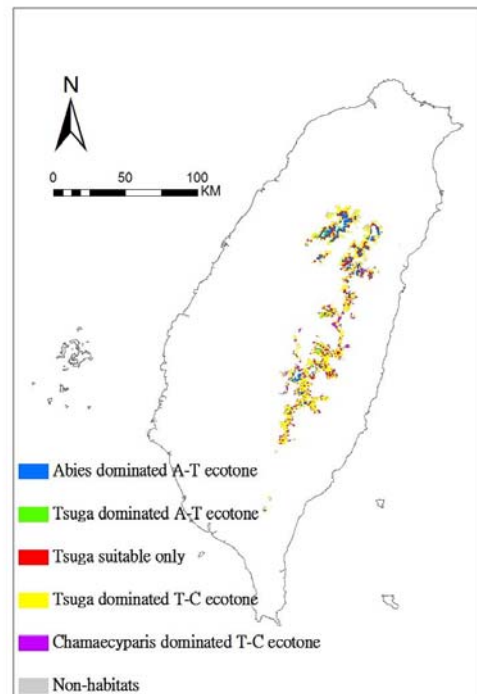 N
0 50 100
KM
Abies dominated A-T ecotone
Tsuga dominated A-T ecotone
Tsuga suitable only
Tsuga dominated T-C ecotone
Chamaecyparis dominated T-C ecotone
Non-habitats